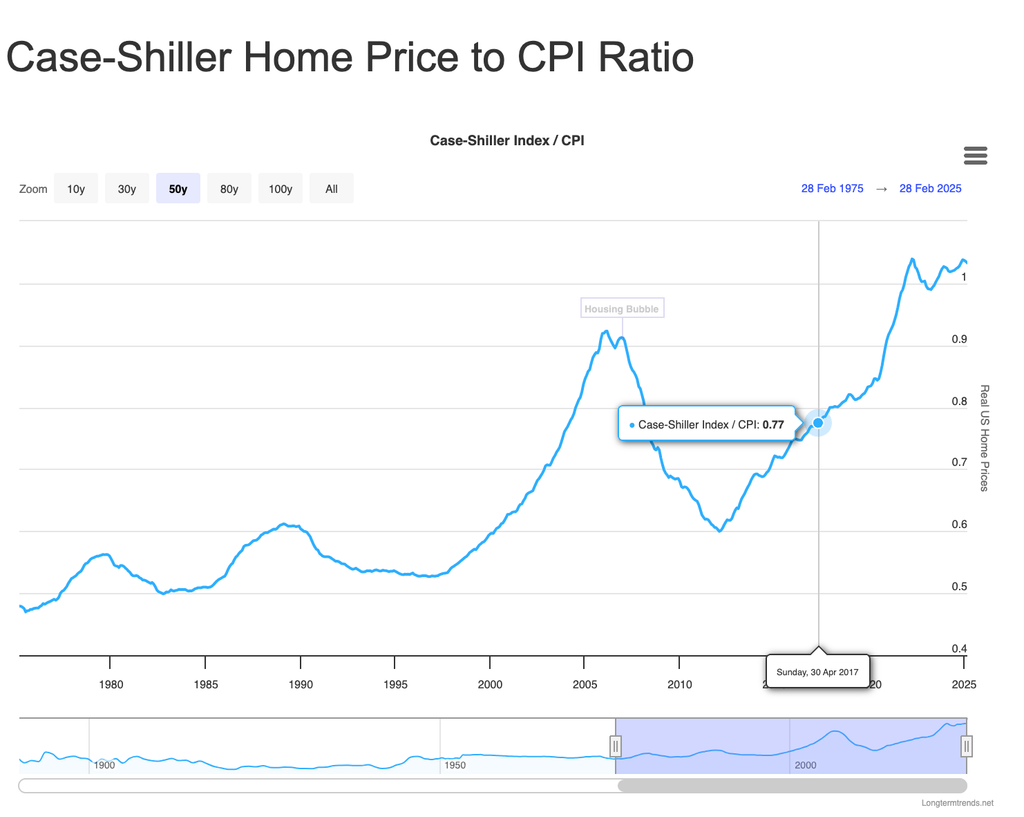 Case-Shiller Home Price to CPI Ratio
Case-Shiller Index / CPI
Zoom 10y 30y 50y 80y 100y All 28 Feb 1975 → 28 Feb 2025
1
Housing Bubble
0.9
0.8
Case-Shiller Index / CPI: 0.77
0.7
0.6
0.5
0.4
Real US Home Prices
Sunday, 30 Apr 2017
1980 1985 1990 1995 2000 2005 2010 2025
1900 1950 2000
Longtermtrends.net